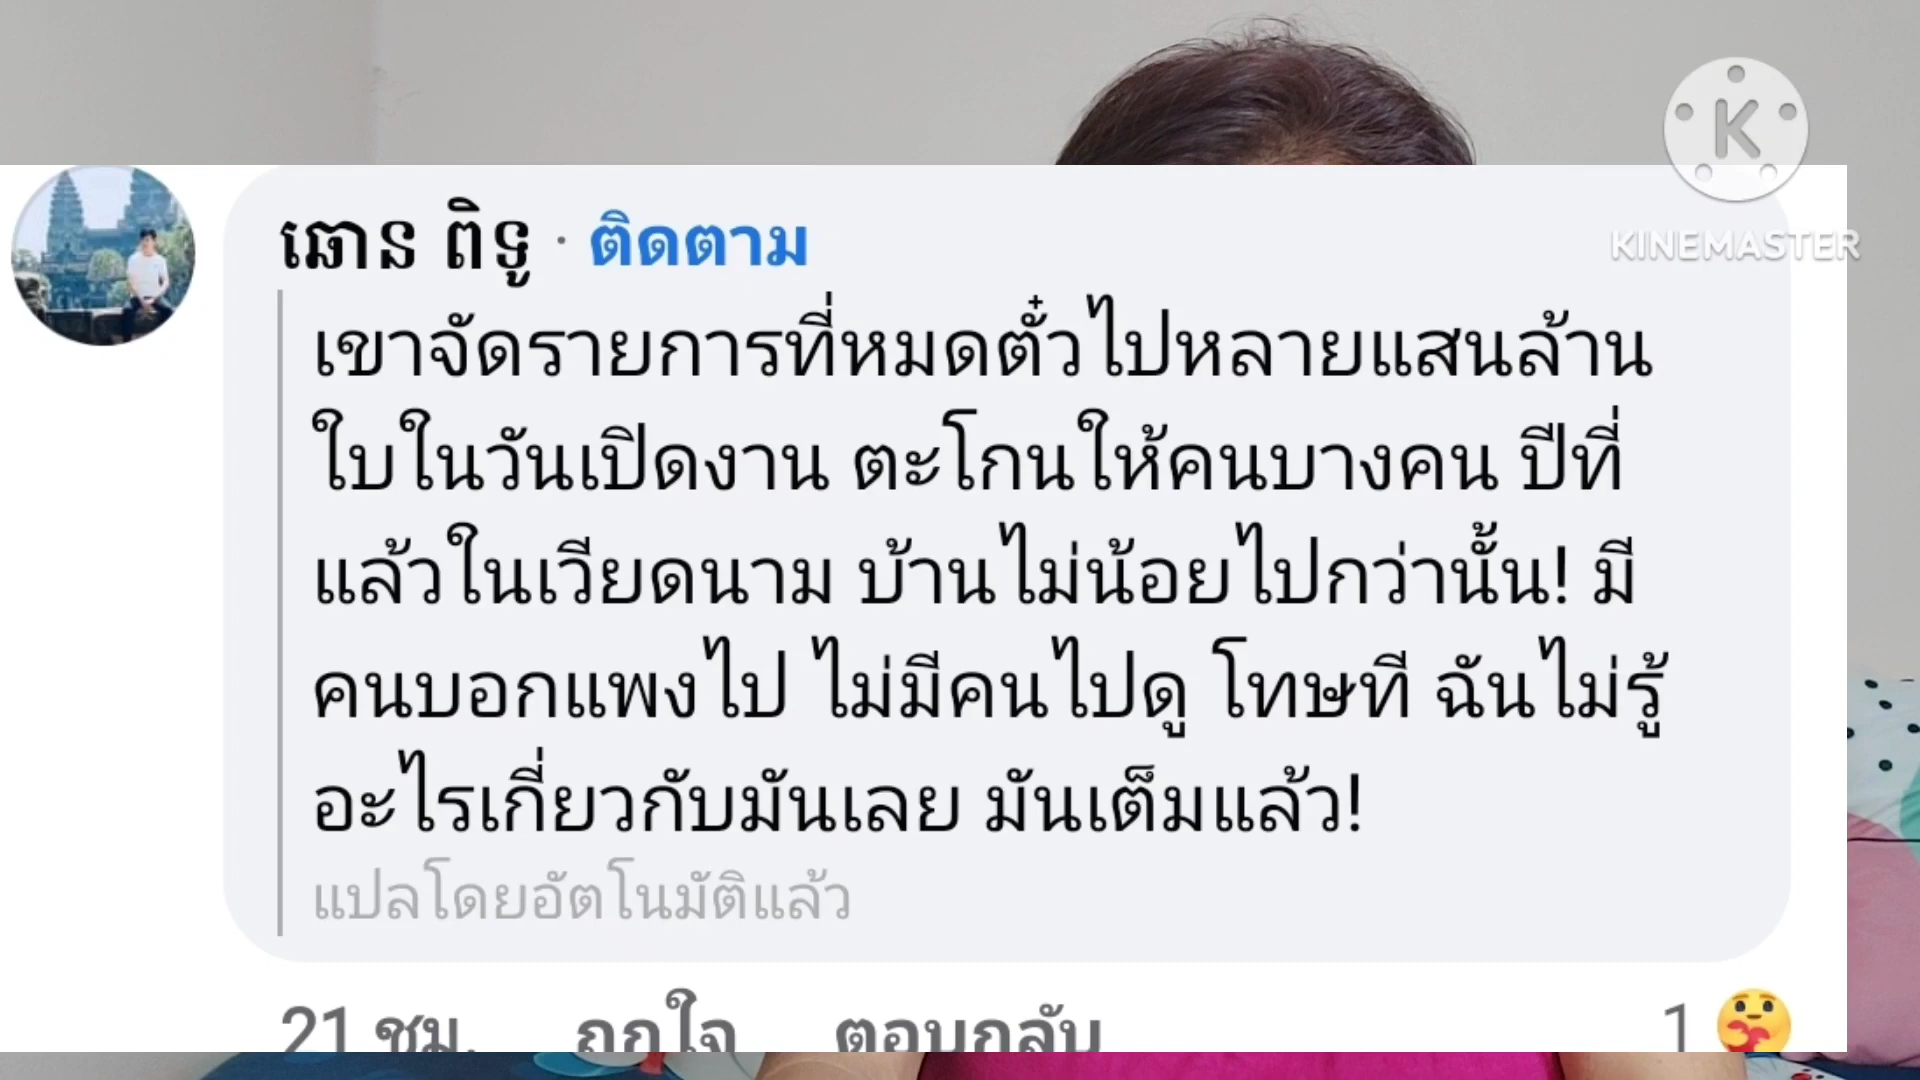 K
KINEMASTER
ឆោន ពិទូ · ติดตาม
เขาจัดรายการที่หมดตั๋วไปหลายแสนล้าน
ใบในวันเปิดงาน ตะโกนให้คนบางคน ปีที่
แล้วในเวียดนาม บ้านไม่น้อยไปกว่านั้น! มี
คนบอกแพงไป ไม่มีคนไปดู โทษที ฉันไม่รู้
อะไรเกี่ยวกับมันเลย มันเต็มแล้ว!
แปลโดยอัตโนมัติแล้ว
21 ชม. ถูกใจ ตอบกลับ 1